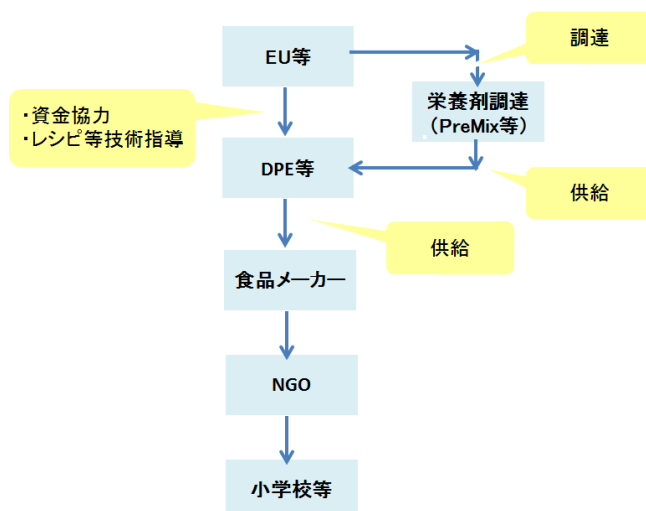 調達
EU等
・資金協力
・レシピ等技術指導
栄養剤調達
(PreMix等)
DPE等
供給
供給
食品メーカー
NGO
小学校等